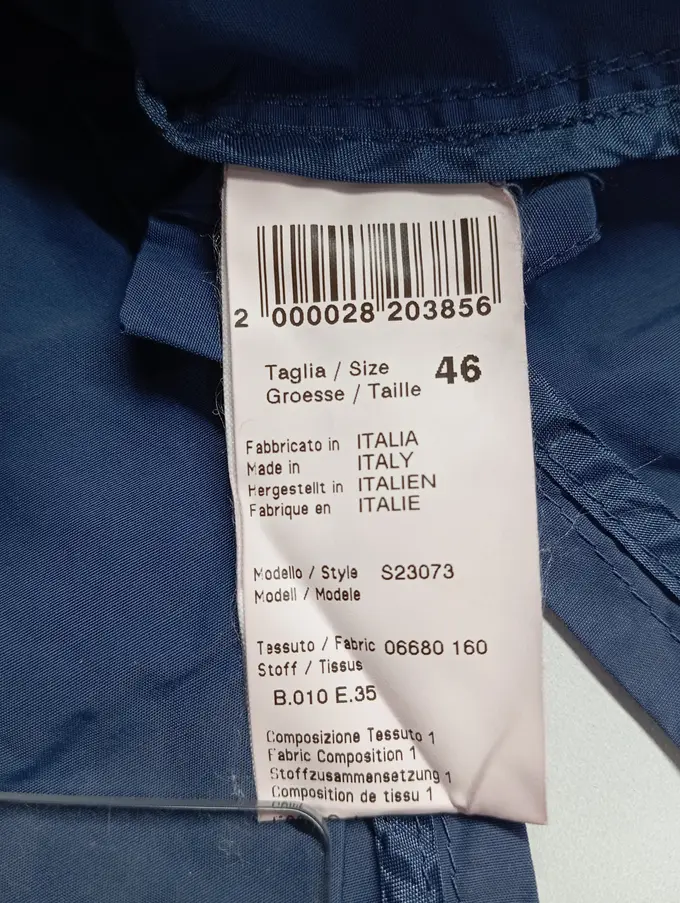 2 000028 203856
Taglia / Size 46
Groesse / Taille
Fabbricato in ITALIA
Made in ITALY
Hergestellt in ITALIEN
Fabrique en ITALIE
Modello / Style S23073
Modell / Modele
Tessuto / Fabric 06680 160
Stoff / Tissus
B.010 E.35
Composizione Tessuto 1
Fabric Composition 1
Stoffzusammensetzung 1
Composition de tissu 1